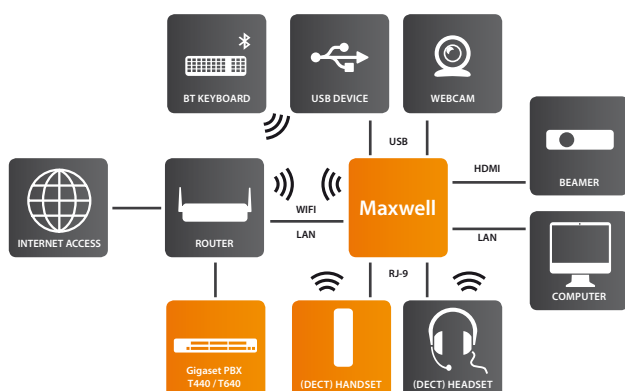 BT KEYBOARD
USB DEVICE
WEBCAM
USB
HDMI
BEAMER
Maxwell
WIFI
LAN
INTERNET ACCESS
ROUTER
LAN
COMPUTER
RJ-9
Gigaset PBX
T440 / T640
(DECT) HANDSET
(DECT) HEADSET